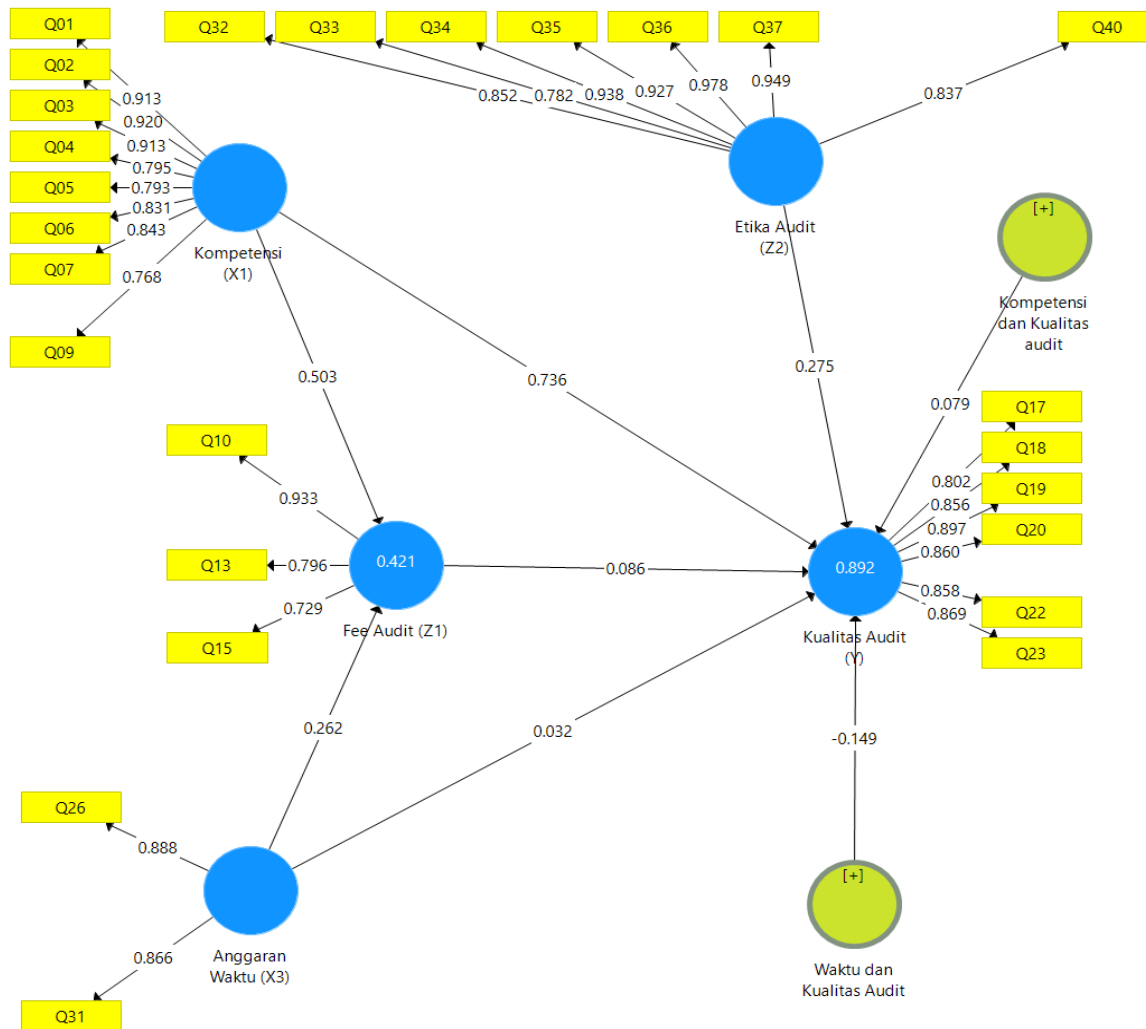 Q01
Q02
Q03
Q04
Q05
Q06
Q07
Q09
0.913
0.920
0.913
0.795
0.793
0.831
0.843
0.768
Kompetensi
(X1)
Q32
Q33
Q34
Q35
Q36
Q37
Q40
0.852
0.782
0.938
0.927
0.978
0.949
0.837
Etika Audit
(Z2)
[+]
Kompetensi
dan Kualitas
audit
0.503
0.736
0.275
0.079
Q10
Q13
Q15
0.933
0.796
0.729
0.421
Fee Audit (Z1)
0.086
Q17
Q18
Q19
Q20
Q22
Q23
0.802
0.856
0.897
0.860
0.858
0.869
0.892
Kualitas Audit
(Y)
0.262
0.032
-0.149
Q26
Q31
0.888
0.866
Anggaran
Waktu (X3)
[+]
Waktu dan
Kualitas Audit